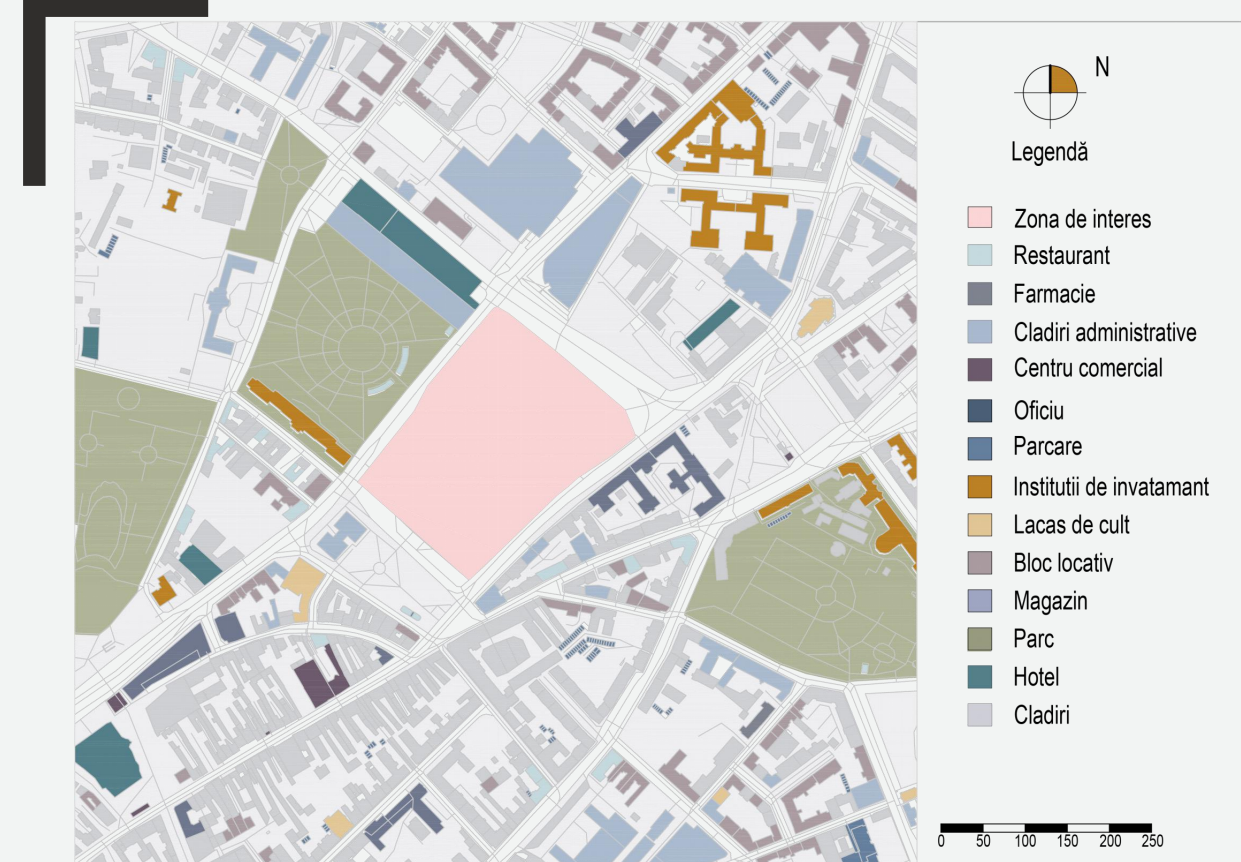 N
Legendă
Zona de interes
Restaurant
Farmacie
Cladiri administrative
Centru comercial
Oficiu
Parcare
Institutii de invatamant
Lacas de cult
Bloc locativ
Magazin
Parc
Hotel
Cladiri
0 50 100 150 200 250